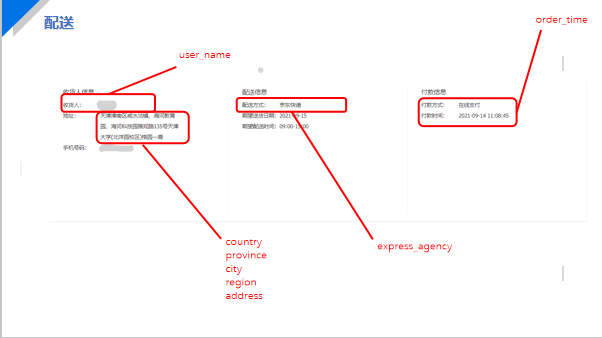 配送
order_time
user_name
收货人信息
收货人:
地址: 天津津南区咸水沽镇、海河教育
园、海河科技园雅观路135号天津
大学(北洋园校区)梅园一斋
手机号码:
配送信息
配送方式: 京东快递
期望送货日期: 2021-09-15
期望配送时间: 09:00-15:00
付款信息
付款方式: 在线支付
付款时间: 2021-09-14 11:08:45
country
province
city
region
address
express_agency